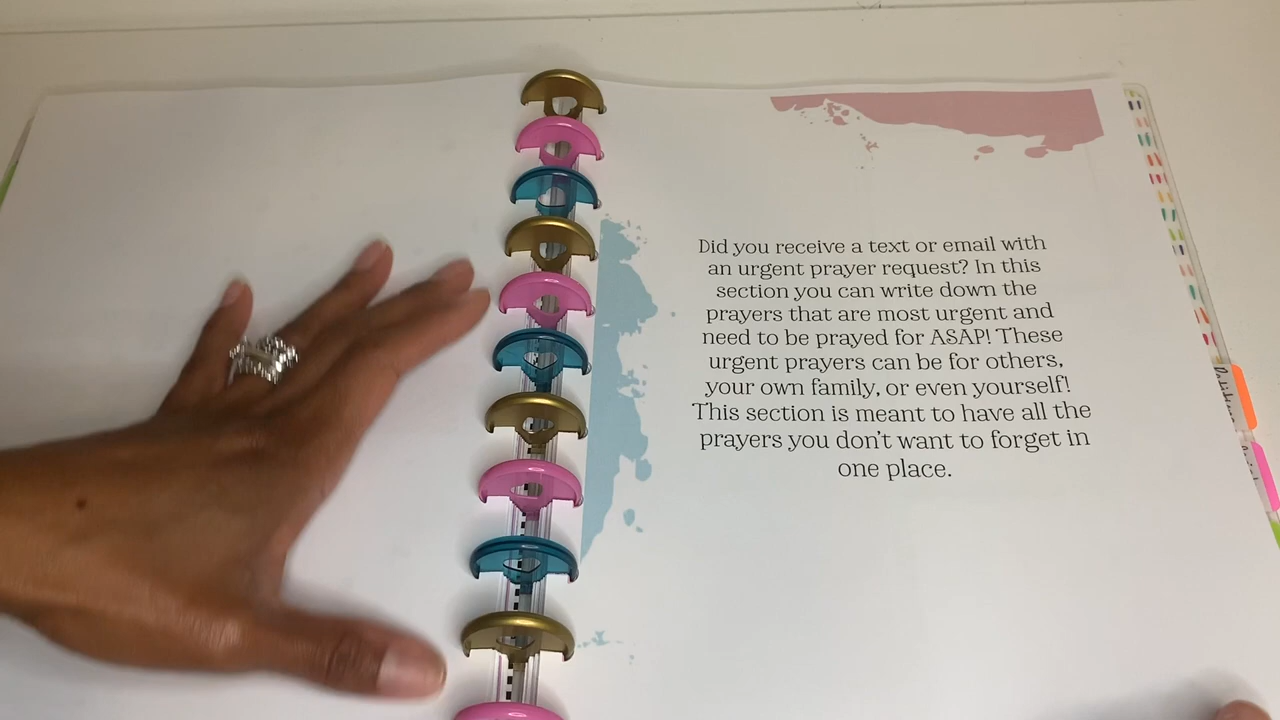 Did you receive a text or email with
an urgent prayer request? In this
section you can write down the
prayers that are most urgent and
need to be prayed for ASAP! These
urgent prayers can be for others,
your own family, or even yourself!
This section is meant to have all the
prayers you don't want to forget in
one place.